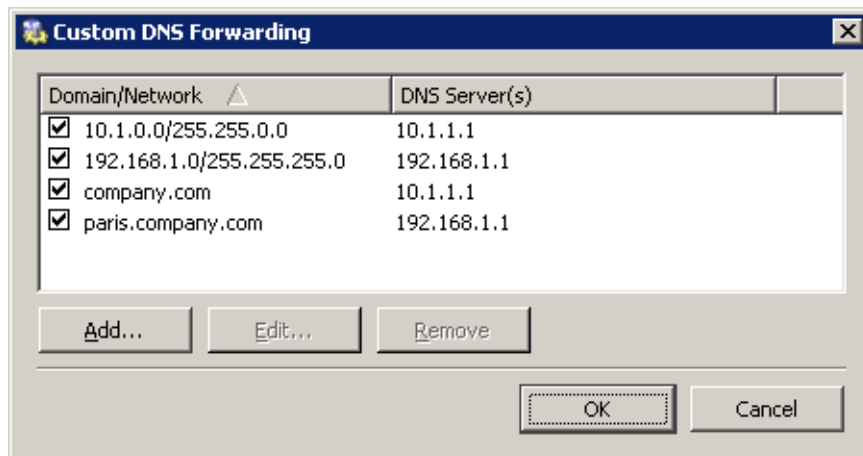 Custom DNS Forwarding
Domain/Network DNS Server(s)
10.1.0.0/255.255.0.0 10.1.1.1
192.168.1.0/255.255.255.0 192.168.1.1
company.com 10.1.1.1
paris.company.com 192.168.1.1
Add... Edit... Remove
OK Cancel